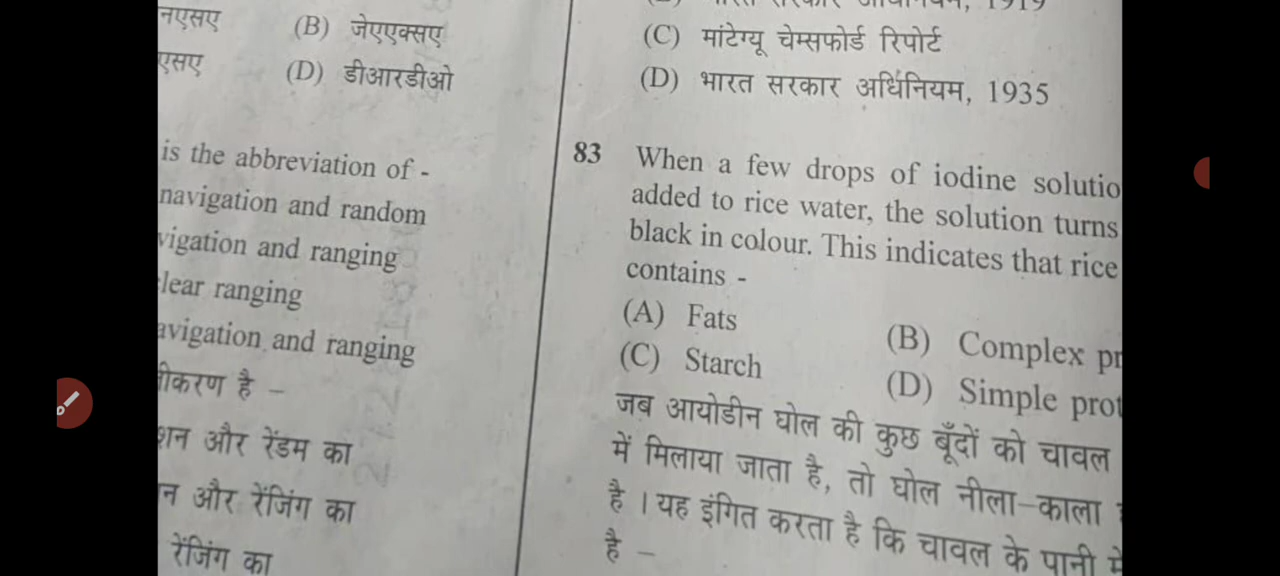 नएसए (B) जेएएक्सए
एसए (D) डीआरडीओ
is the abbreviation of -
navigation and random
vigation and ranging
lear ranging
avigation and ranging
है –
और रेंडम का
न और रेंजिंग का
रेंजिंग का
1919
(C) मांटेग्यू चेम्सफोर्ड रिपोर्ट
(D) भारत सरकार अधिनियम, 1935
83 When a few drops of iodine solutio
added to rice water, the solution turns
black in colour. This indicates that rice
contains -
(A) Fats (B) Complex pr
(C) Starch (D) Simple prot
जब आयोडीन घोल की कुछ बूँदों को चावल
में मिलाया जाता है, तो घोल नीला-काला
है । यह इंगित करता है कि चावल के पानी में
है –